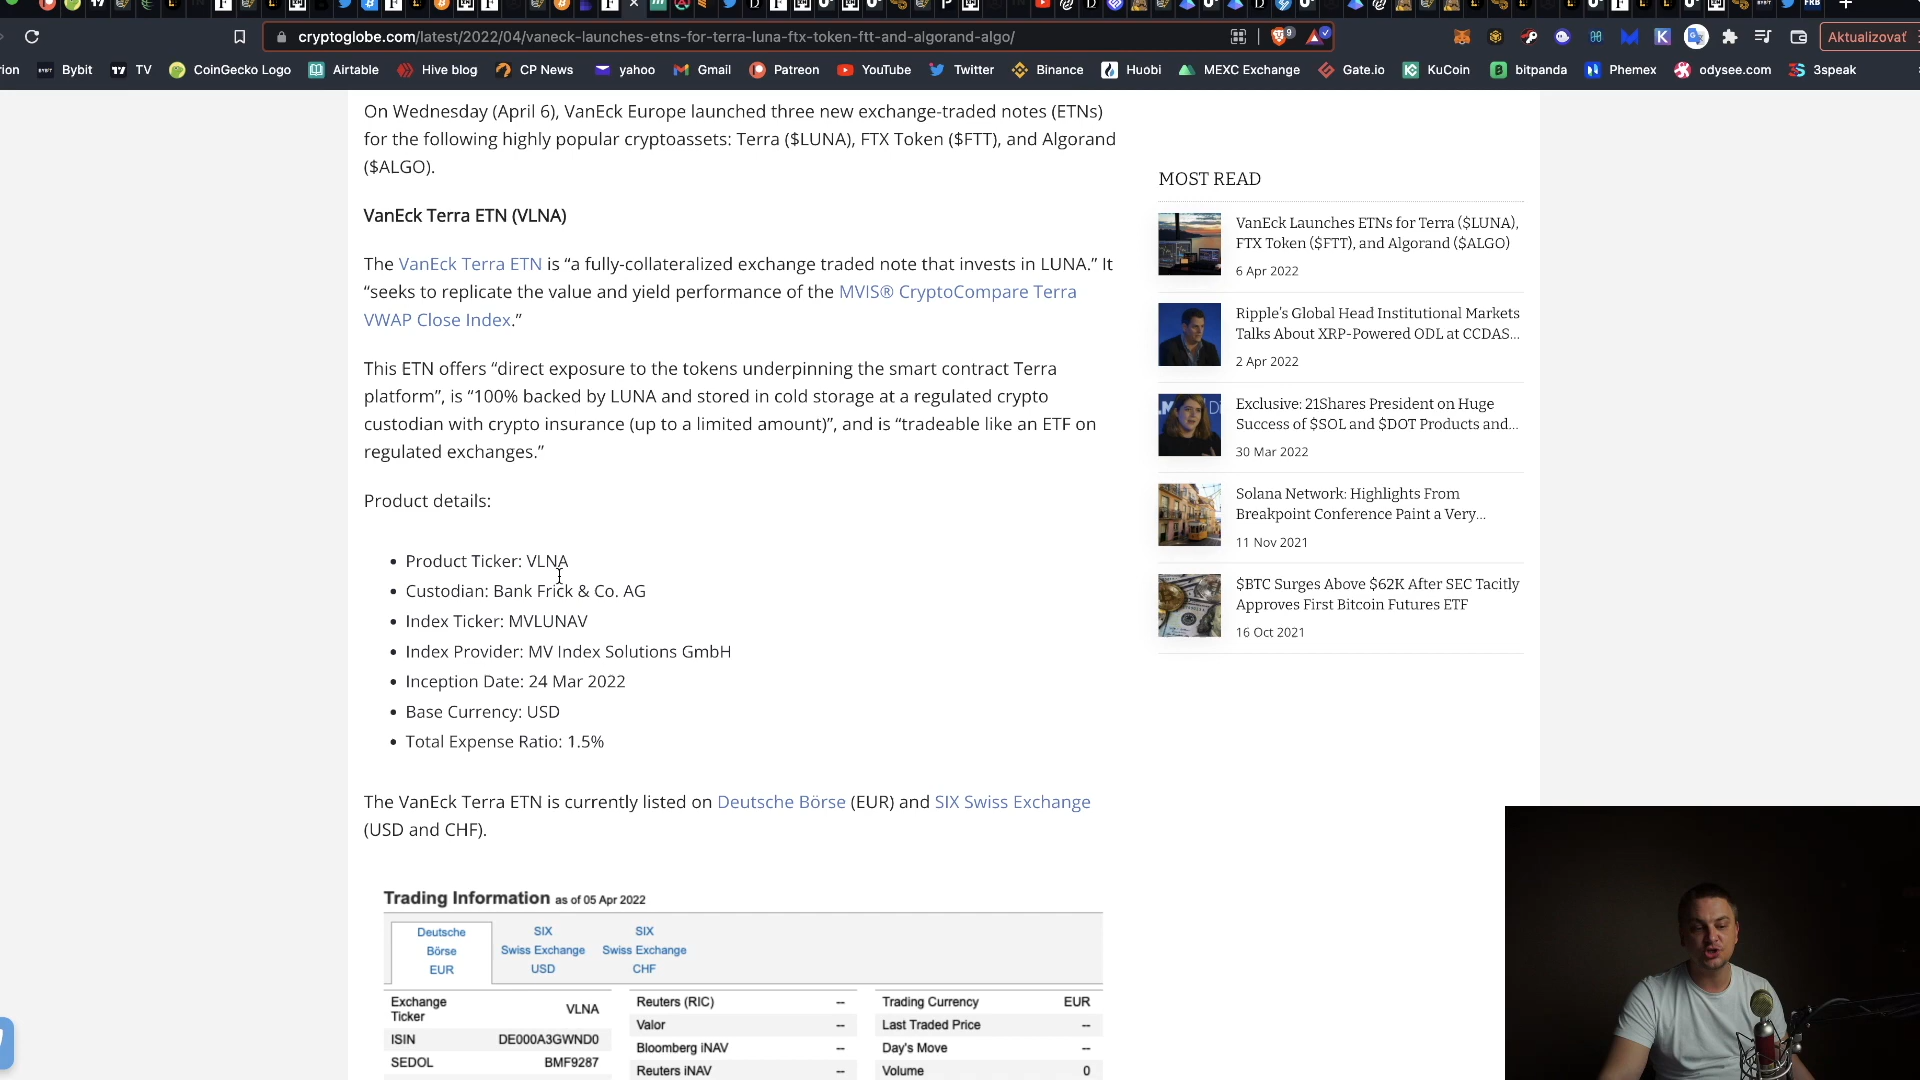 cryptoglobe.com/latest/2022/04/vaneck-launches-etns-for-terra-luna-ftx-token-ftt-and-algorand-algo/
9
Aktualizovať
rion
Bybit
TV
CoinGecko Logo
Airtable
Hive blog
CP News
yahoo
Gmail
Patreon
YouTube
Twitter
Binance
Huobi
MEXC Exchange
Gate.io
KuCoin
bitpanda
Phemex
odysee.com
3speak
On Wednesday (April 6), VanEck Europe launched three new exchange-traded notes (ETNs)
for the following highly popular cryptoassets: Terra ($LUNA), FTX Token ($FTT), and Algorand
($ALGO).
VanEck Terra ETN (VLNA)
The VanEck Terra ETN is “a fully-collateralized exchange traded note that invests in LUNA.” It
“seeks to replicate the value and yield performance of the MVIS® CryptoCompare Terra
VWAP Close Index.”
This ETN offers “direct exposure to the tokens underpinning the smart contract Terra
platform”, is “100% backed by LUNA and stored in cold storage at a regulated crypto
custodian with crypto insurance (up to a limited amount)”, and is “tradeable like an ETF on
regulated exchanges.”
Product details:
• Product Ticker: VLNA
• Custodian: Bank Frick & Co. AG
• Index Ticker: MVLUNAV
• Index Provider: MV Index Solutions GmbH
• Inception Date: 24 Mar 2022
• Base Currency: USD
• Total Expense Ratio: 1.5%
The VanEck Terra ETN is currently listed on Deutsche Börse (EUR) and SIX Swiss Exchange
(USD and CHF).
Trading Information as of 05 Apr 2022
Deutsche
Börse
EUR
SIX
Swiss Exchange
USD
SIX
Swiss Exchange
CHF
Exchange
Ticker
VLNA
ISIN DE000A3GWND0
SEDOL BMF9287
Reuters (RIC) --
Valor --
Bloomberg iNAV --
Reuters iNAV --
Trading Currency EUR
Last Traded Price --
Day's Move --
Volume 0
MOST READ
VanEck Launches ETNs for Terra ($LUNA),
FTX Token ($FTT), and Algorand ($ALGO)
6 Apr 2022
Ripple’s Global Head Institutional Markets
Talks About XRP-Powered ODL at CCDAS...
2 Apr 2022
Exclusive: 21Shares President on Huge
Success of $SOL and $DOT Products and...
30 Mar 2022
Solana Network: Highlights From
Breakpoint Conference Paint a Very...
11 Nov 2021
$BTC Surges Above $62K After SEC Tacitly
Approves First Bitcoin Futures ETF
16 Oct 2021